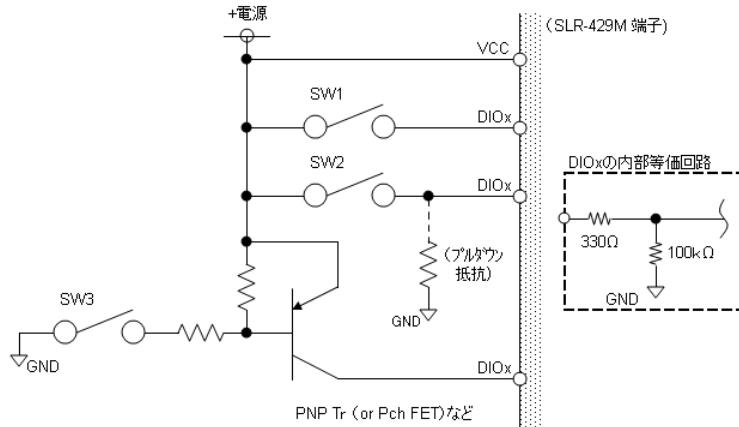 +電源
(SLR-429M 端子)
VCC
SW1
DIOx
SW2
DIOx
DIOxの内部等価回路
330Ω
100kΩ
GND
(プルダウン
抵抗)
GND
SW3
GND
DIOx
PNP Tr (or Pch FET)など